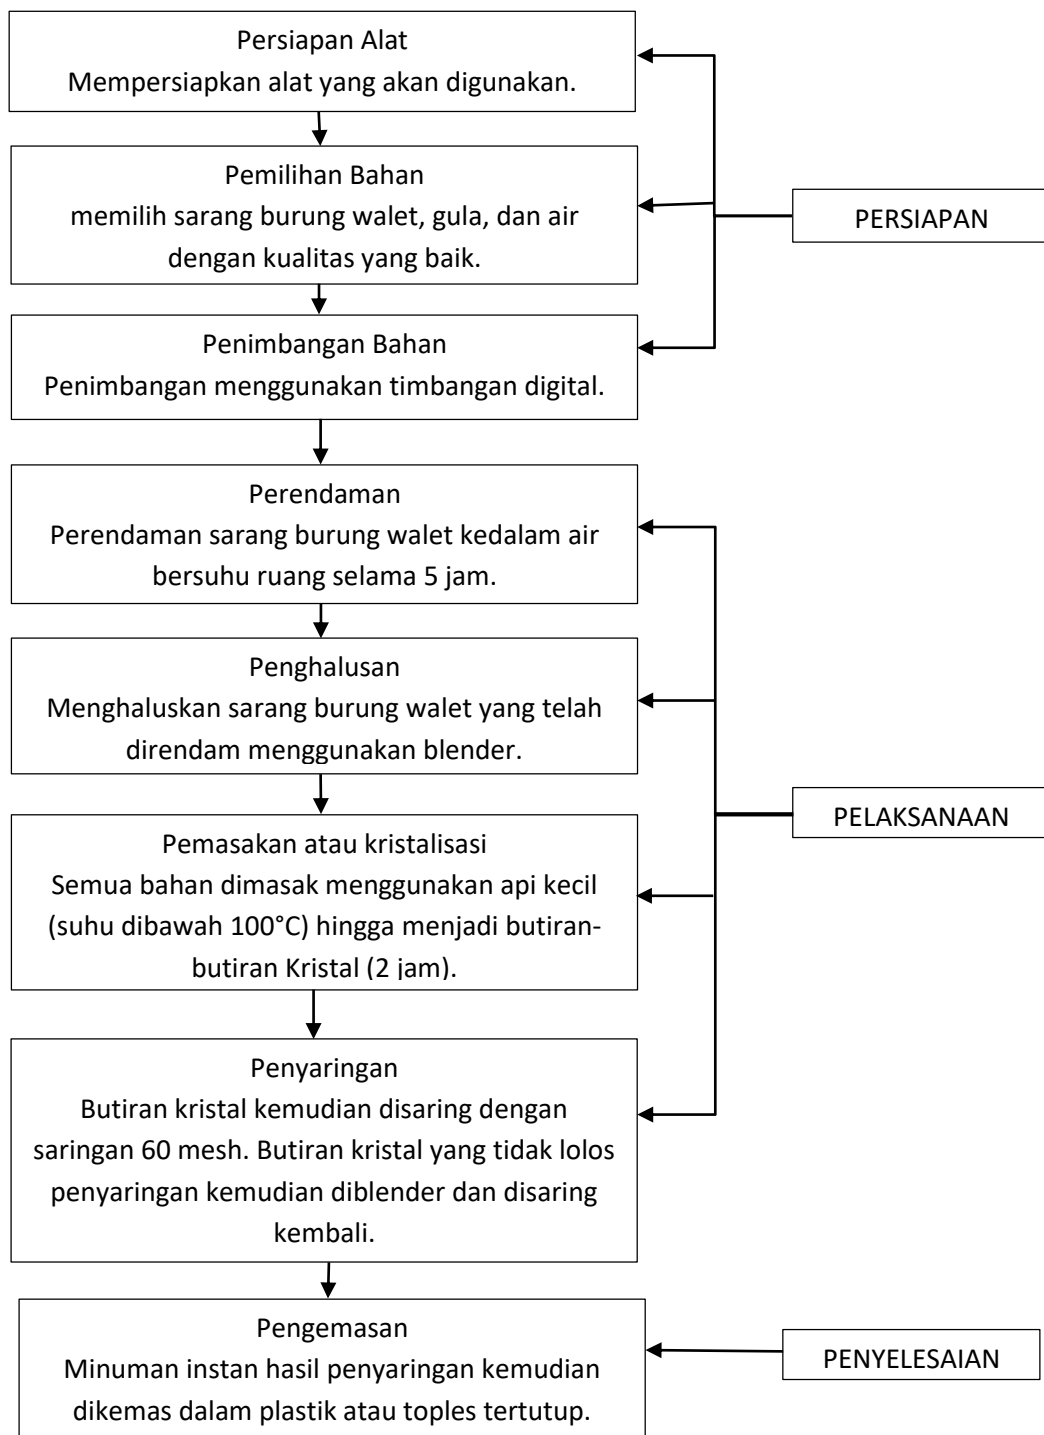 Persiapan Alat
Mempersiapkan alat yang akan digunakan.
Pemilihan Bahan
memilih sarang burung walet, gula, dan air
dengan kualitas yang baik.
PERSIAPAN
Penimbangan Bahan
Penimbangan menggunakan timbangan digital.
Perendaman
Perendaman sarang burung walet kedalam air
bersuhu ruang selama 5 jam.
Penghalusan
Menghaluskan sarang burung walet yang telah
direndam menggunakan blender.
PELAKSANAAN
Pemasakan atau kristalisasi
Semua bahan dimasak menggunakan api kecil
(suhu dibawah 100°C) hingga menjadi butiran-
butiran Kristal (2 jam).
Penyaringan
Butiran kristal kemudian disaring dengan
saringan 60 mesh. Butiran kristal yang tidak lolos
penyaringan kemudian diblender dan disaring
kembali.
Pengemasan
Minuman instan hasil penyaringan kemudian
dikemas dalam plastik atau toples tertutup.
PENYELESAIAN